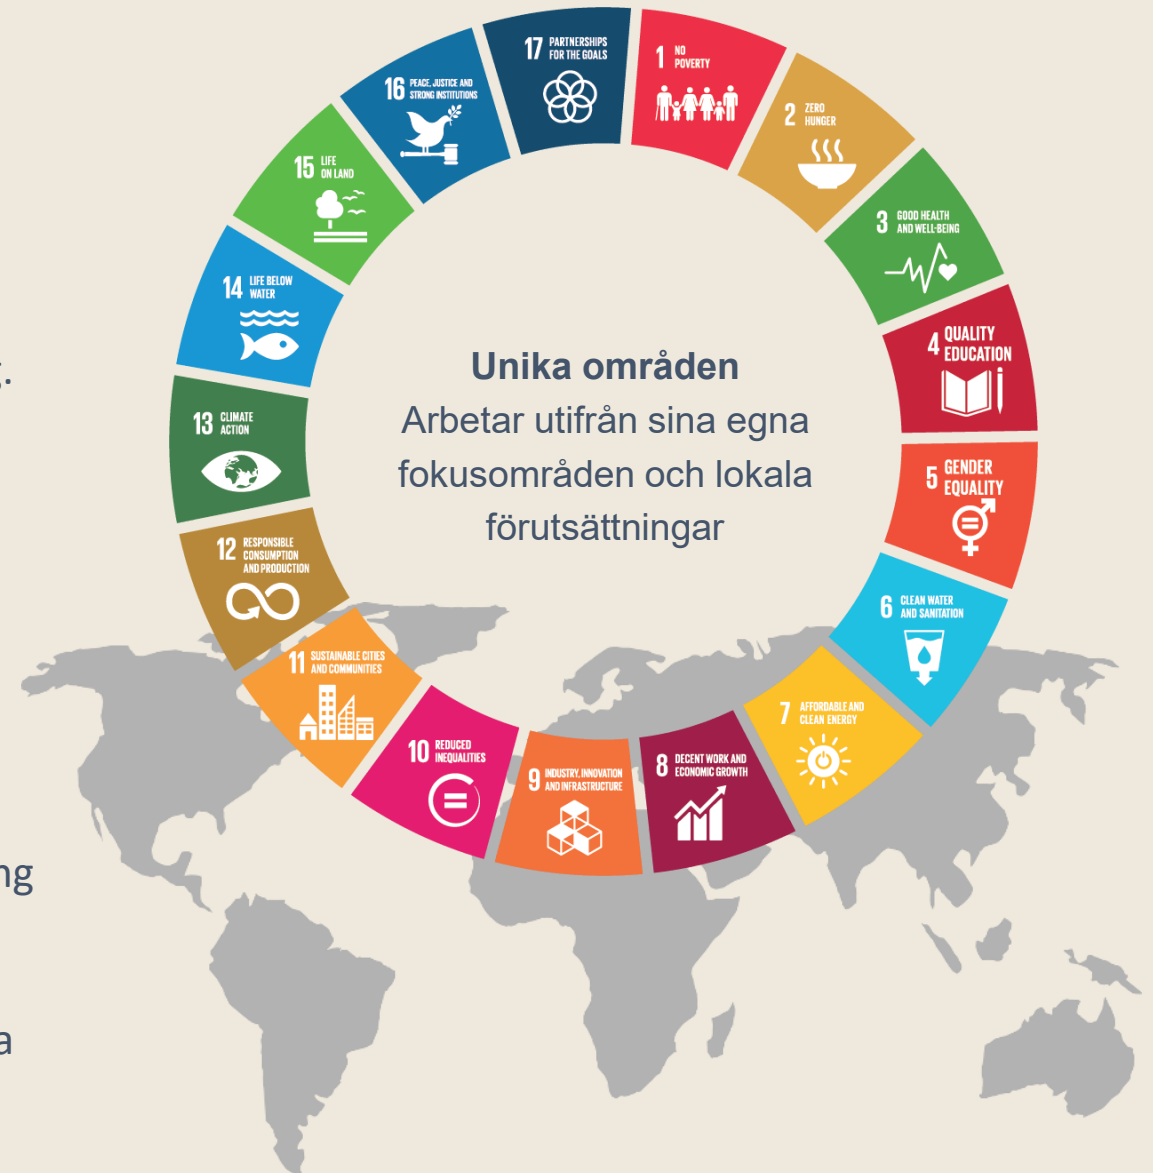 17 PARTNERSHIPS
FOR THE GOALS
1 NO
POVERTY
2 ZERO
HUNGER
3 GOOD HEALTH
AND WELL-BEING
4 QUALITY
EDUCATION
5 GENDER
EQUALITY
6 CLEAN WATER
AND SANITATION
7 AFFORDABLE AND
CLEAN ENERGY
8 DECENT WORK AND
ECONOMIC GROWTH
9 INDUSTRY, INNOVATION
AND INFRASTRUCTURE
10 REDUCED
INEQUALITIES
11 SUSTAINABLE CITIES
AND COMMUNITIES
12 RESPONSIBLE
CONSUMPTION
AND PRODUCTION
13 CLIMATE
ACTION
14 LIFE BELOW
WATER
15 LIFE
ON LAND
16 PEACE, JUSTICE AND
STRONG INSTITUTIONS
Unika områden
Arbetar utifrån sina egna
fokusområden och lokala
förutsättningar